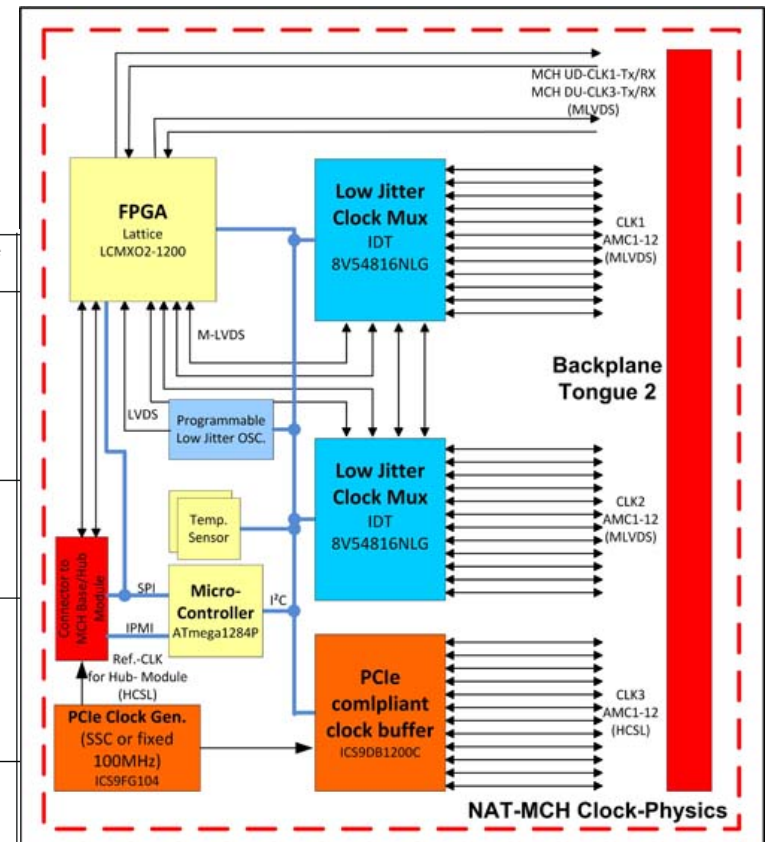 MCH UD-CLK1-Tx/RX
MCH DU-CLK3-Tx/RX
(MLVDS)
FPGA
Lattice
LCMXO2-1200
Low Jitter
Clock Mux
IDT
8V54816NLG
CLK1
AMC1-12
(MLVDS)
M-LVDS
Backplane
Tongue 2
LVDS
Programmable
Low Jitter OSC.
Low Jitter
Clock Mux
IDT
8V54816NLG
CLK2
AMC1-12
(MLVDS)
Temp.
Sensor
Connector to
MCH Base/Hub
Module
SPI
IPMI
Micro-
Controller
ATmega1284P
I²C
Ref.-CLK
for Hub- Module
(HCSL)
PCIe Clock Gen.
(SSC or fixed
100MHz)
ICS9FG104
PCIe
comlpliant
clock buffer
ICS9DB1200C
CLK3
AMC1-12
(HCSL)
NAT-MCH Clock-Physics